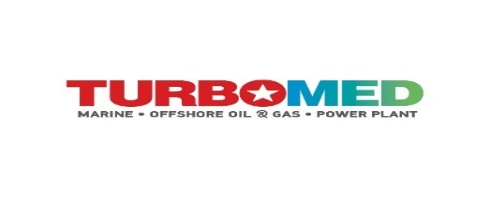 TURBOMED
MARINE • OFFSHORE OIL & GAS • POWER PLANT